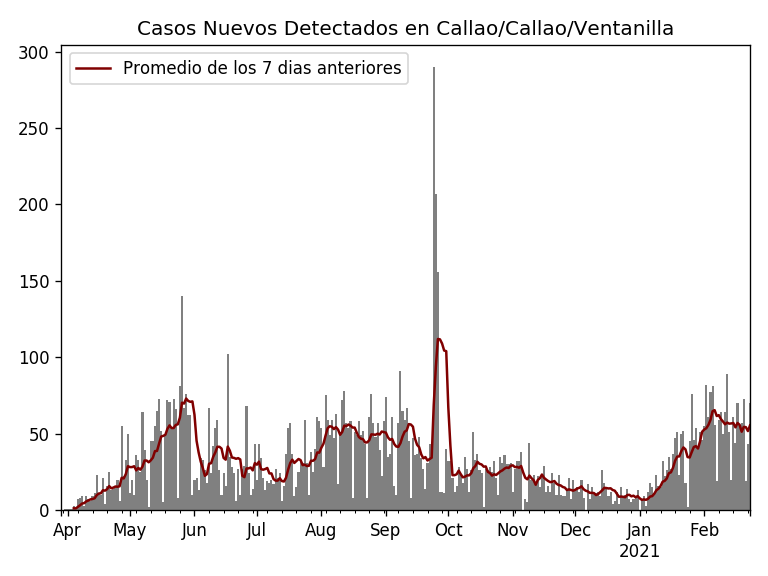 Casos Nuevos Detectados en Callao/Callao/Ventanilla
Promedio de los 7 dias anteriores
300
250
200
150
100
50
0
Apr May Jun Jul Aug Sep Oct Nov Dec Jan Feb
2021